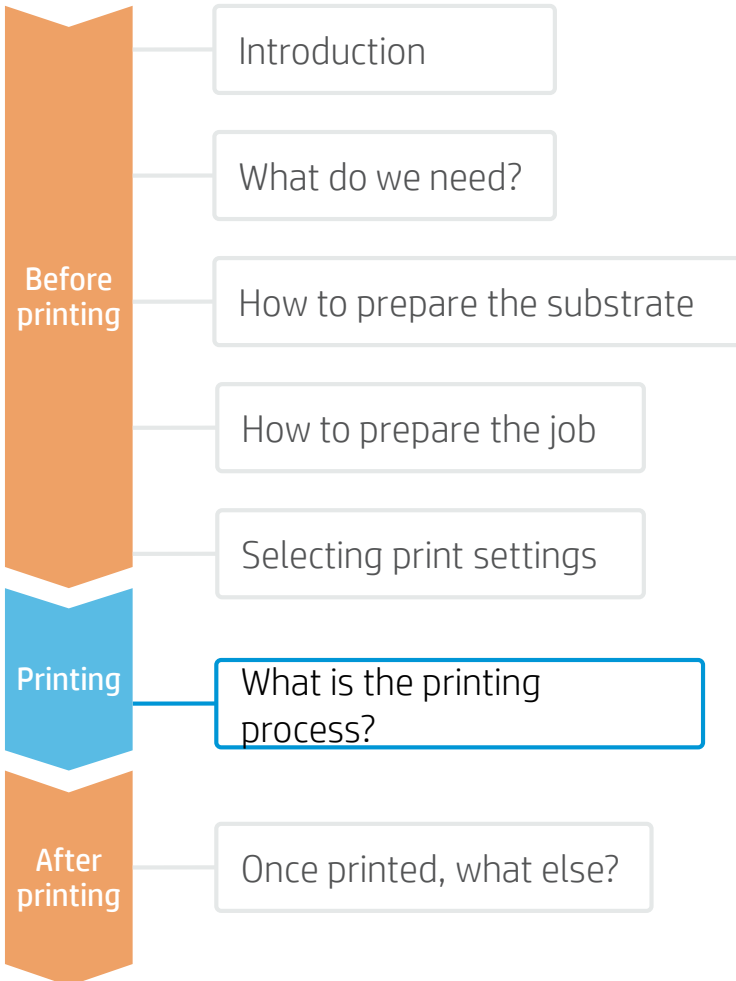 Introduction
What do we need?
Before
printing
How to prepare the substrate
How to prepare the job
Selecting print settings
Printing
What is the printing
process?
After
printing
Once printed, what else?